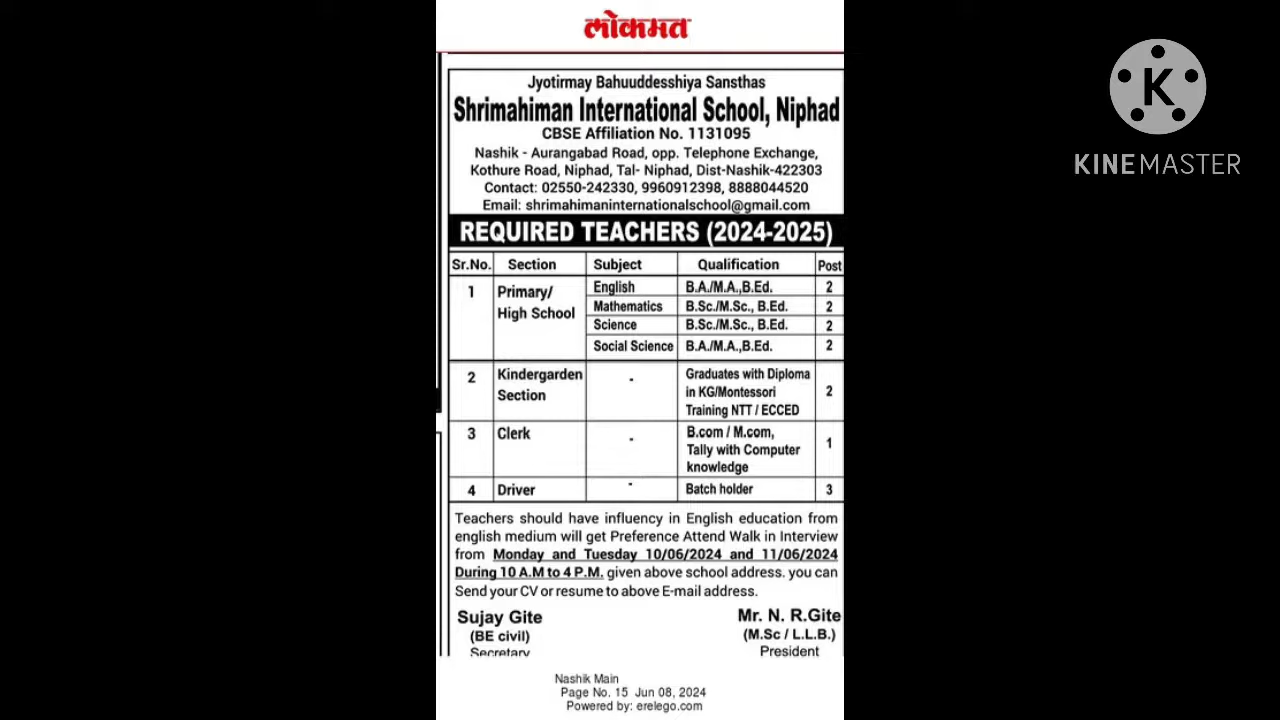 लोकमत
Jyotirmay Bahuuddesshiya Sansthas
Shrimahiman International School, Niphad
CBSE Affiliation No. 1131095
Nashik - Aurangabad Road, opp. Telephone Exchange,
Kothure Road, Niphad, Tal- Niphad, Dist-Nashik-422303
Contact: 02550-242330, 9960912398, 8888044520
Email: shrimahimaninternationalschool@gmail.com
REQUIRED TEACHERS (2024-2025)
Sr.No. Section Subject Qualification Post
1 Primary/ High School English B.A./M.A.,B.Ed. 2
Mathematics B.Sc./M.Sc., B.Ed. 2
Science B.Sc./M.Sc., B.Ed. 2
Social Science B.A./M.A.,B.Ed. 2
2 Kindergarden - Graduates with Diploma 2
Section in KG/Montessori
Training NTT / ECCED
3 Clerk - B.com / M.com, 1
Tally with Computer
knowledge
4 Driver - Batch holder 3
Teachers should have influency in English education from
english medium will get Preference Attend Walk in Interview
from Monday and Tuesday 10/06/2024 and 11/06/2024
During 10 A.M to 4 P.M. given above school address. you can
Send your CV or resume to above E-mail address.
Sujay Gite Mr. N. R.Gite
(BE civil) (M.Sc / L.L.B.)
Secretary President
Nashik Main
Page No. 15 Jun 08, 2024
Powered by: erelego.com
K
KINEMASTER